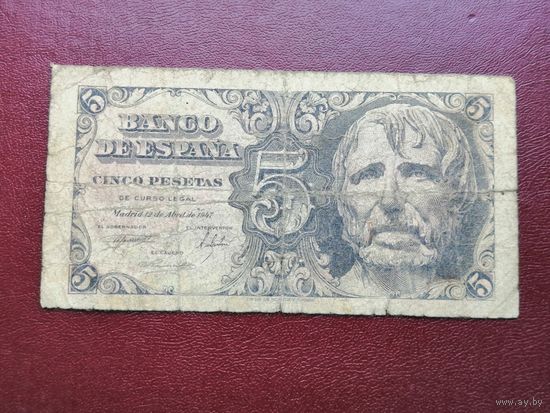 5
5
BANCO
DE ESPAÑA
5
CINCO PESETAS
DE CURSO LEGAL
Madrid 12 de Abril de 1947
EL GOBERNADOR
EL INTERVENTOR
EL CAJERO
5
5
www.ay.by